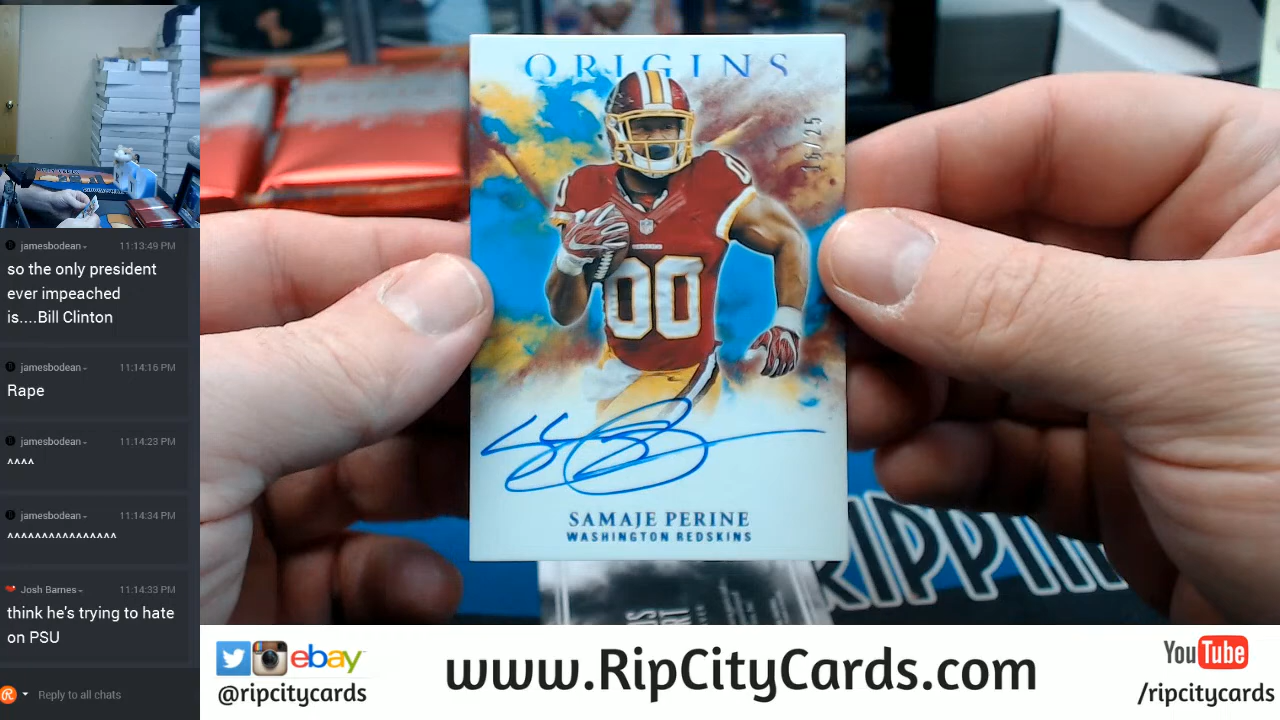 jamesbodean 11:13:49 PM
so the only president
ever impeached
is....Bill Clinton
jamesbodean 11:14:16 PM
Rape
jamesbodean 11:14:23 PM
^^^^
jamesbodean 11:14:34 PM
^^^^^^^^^^^^^^^^
Josh Barnes 11:14:33 PM
think he's trying to hate
on PSU
Reply to all chats
ORIGINS
00
00
SAMAJE PERINE
WASHINGTON REDSKINS
RIPPIN
ebay
@ripcitycards
www.RipCityCards.com
YouTube
/ripcitycards